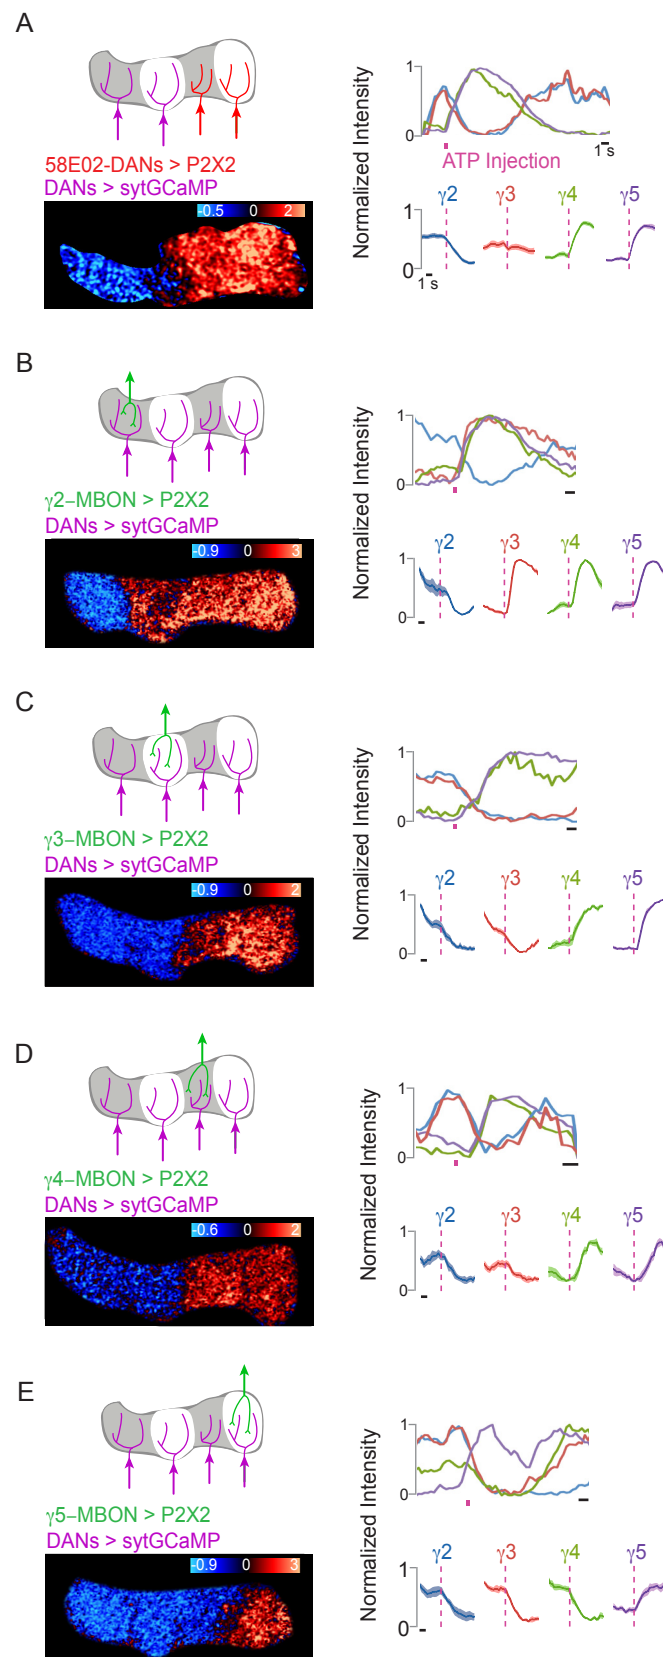 A
58E02-DANs > P2X2
DANs > sytGCaMP
-0.5 0 2
Normalized Intensity
1
0
1 s
ATP Injection
γ2 γ3 γ4 γ5
1
0
1 s
B
γ2–MBON > P2X2
DANs > sytGCaMP
-0.9 0 3
Normalized Intensity
1
0
γ2 γ3 γ4 γ5
1
0
C
γ3–MBON > P2X2
DANs > sytGCaMP
-0.9 0 2
Normalized Intensity
1
0
γ2 γ3 γ4 γ5
1
0
D
γ4–MBON > P2X2
DANs > sytGCaMP
-0.6 0 2
Normalized Intensity
1
0
γ2 γ3 γ4 γ5
1
0
E
γ5–MBON > P2X2
DANs > sytGCaMP
-0.9 0 3
Normalized Intensity
1
0
γ2 γ3 γ4 γ5
1
0